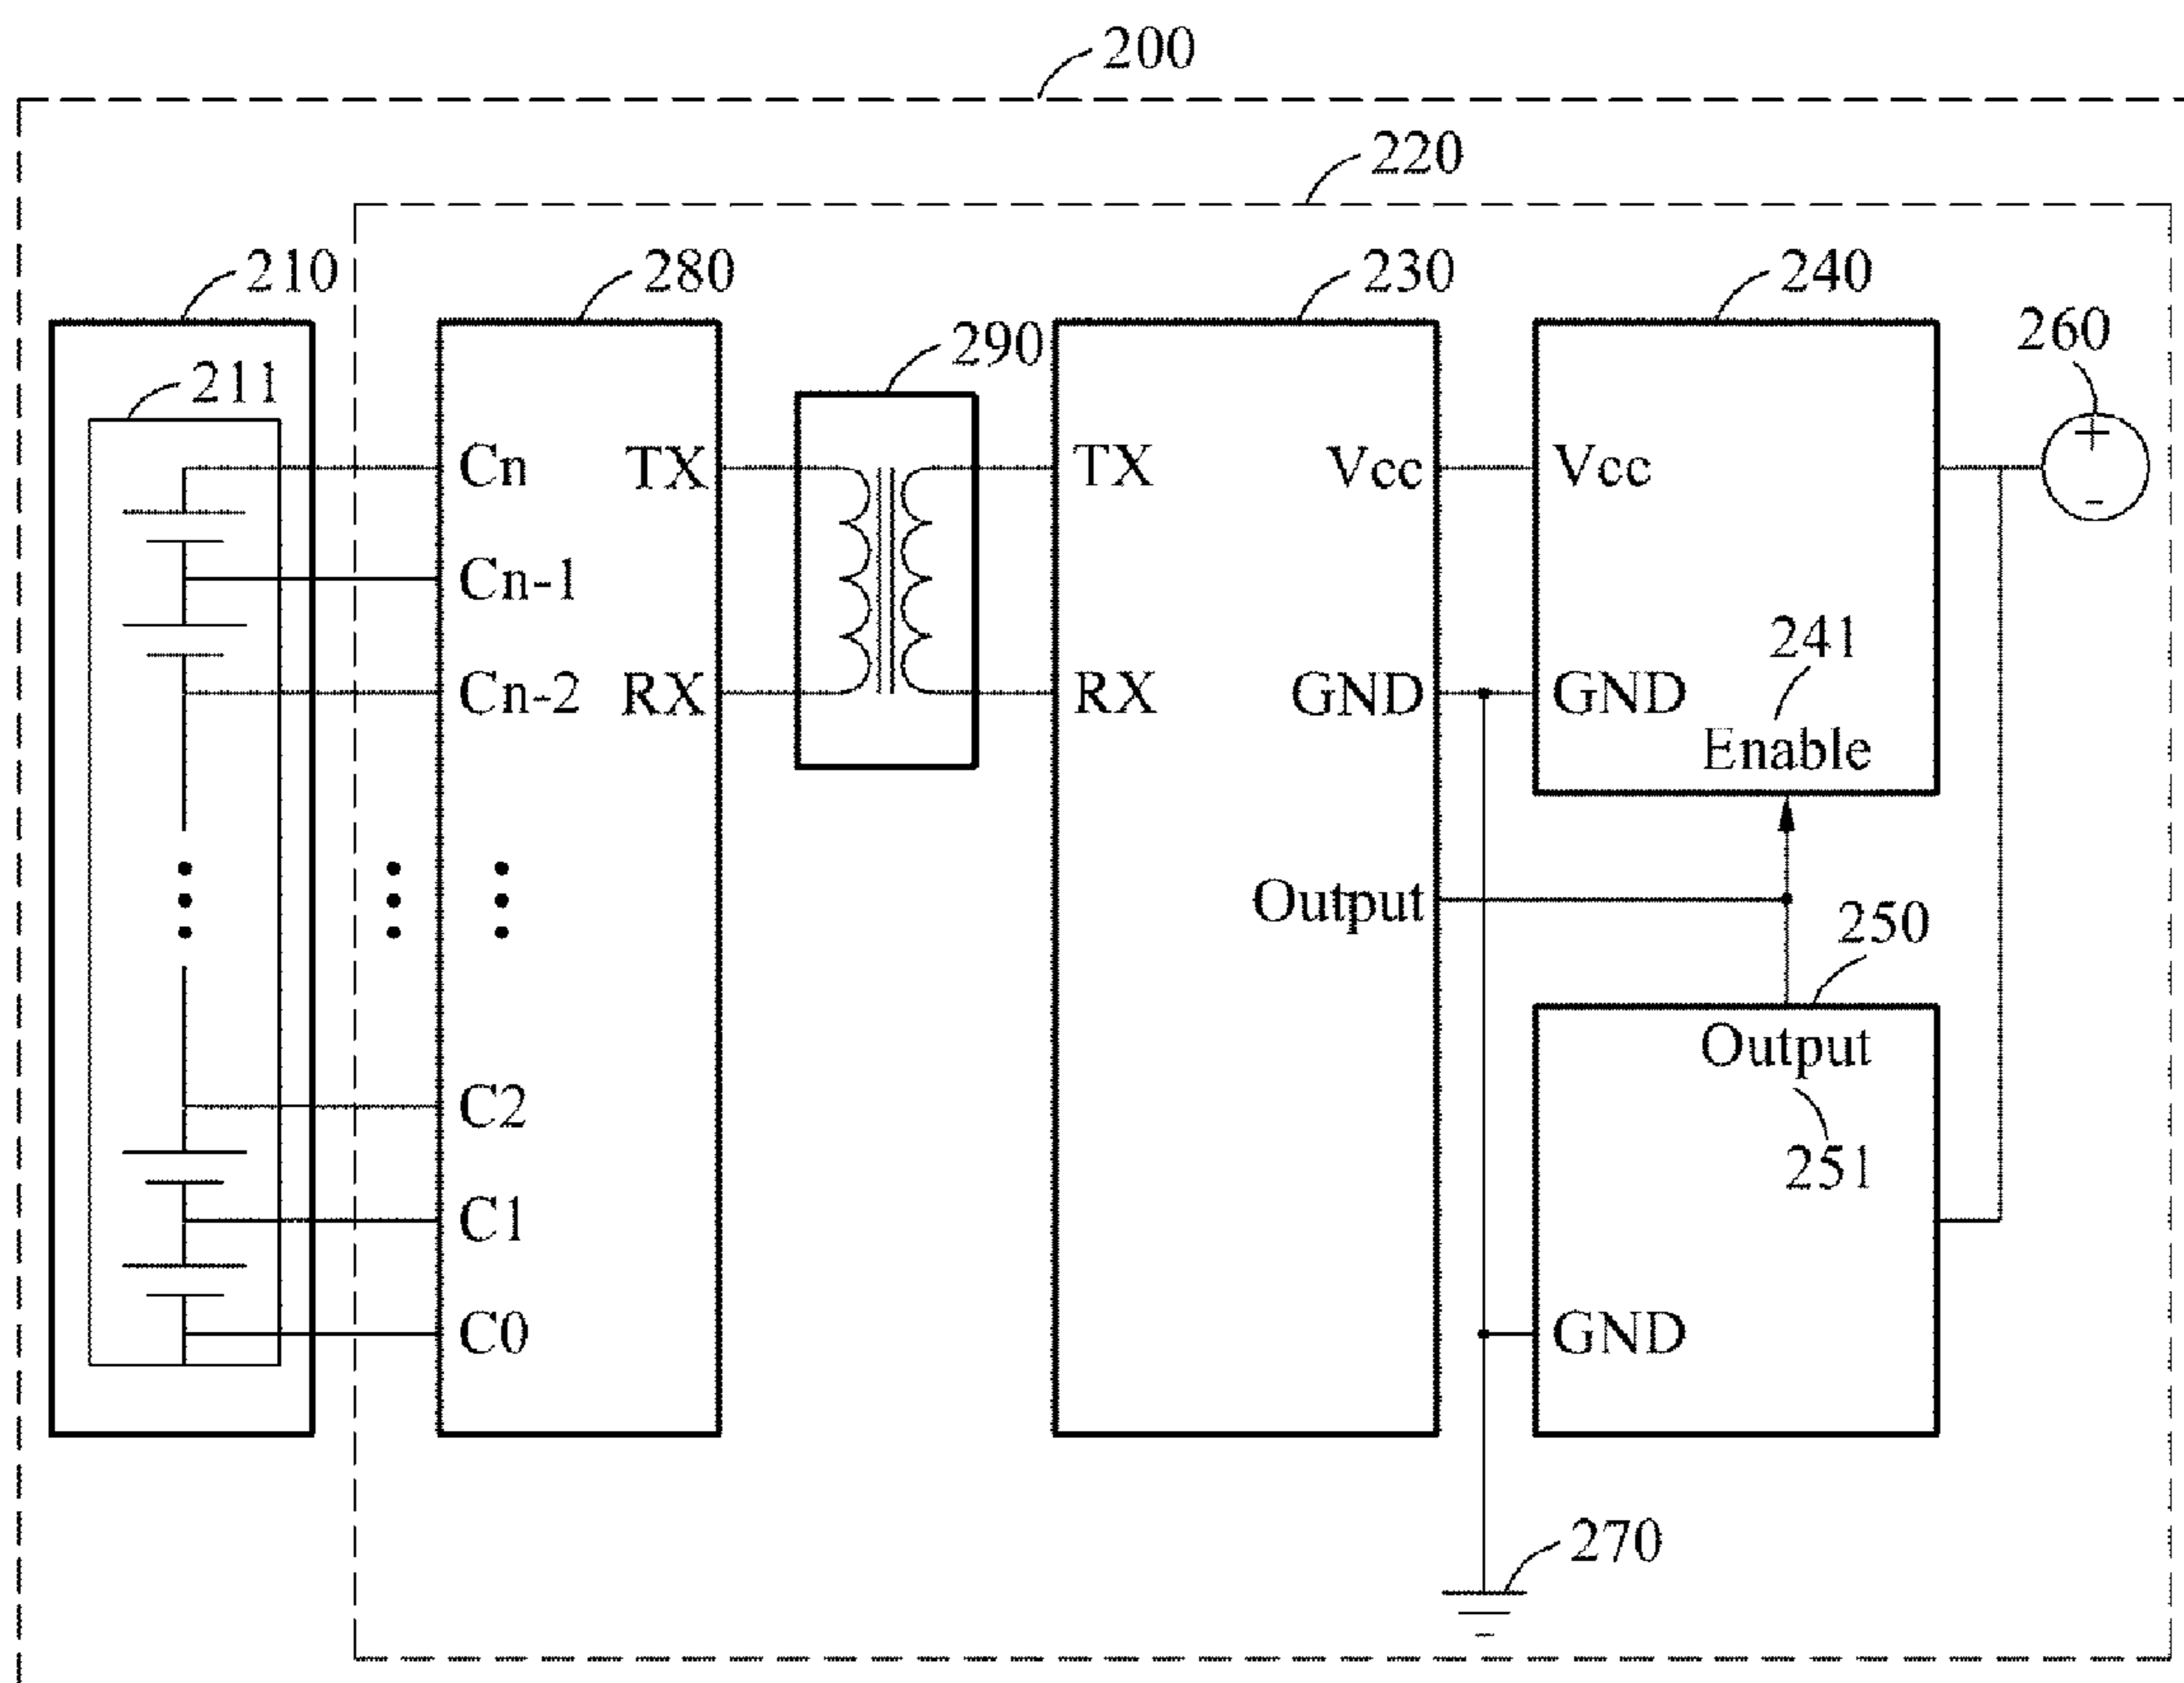 200
220
210
280
230
240
260
290
211
Cn
TX
TX
Vcc
Vcc
+
-
Cn-1
241
Cn-2
RX
RX
GND
GND
Enable
Output
250
Output
C2
251
C1
C0
GND
270